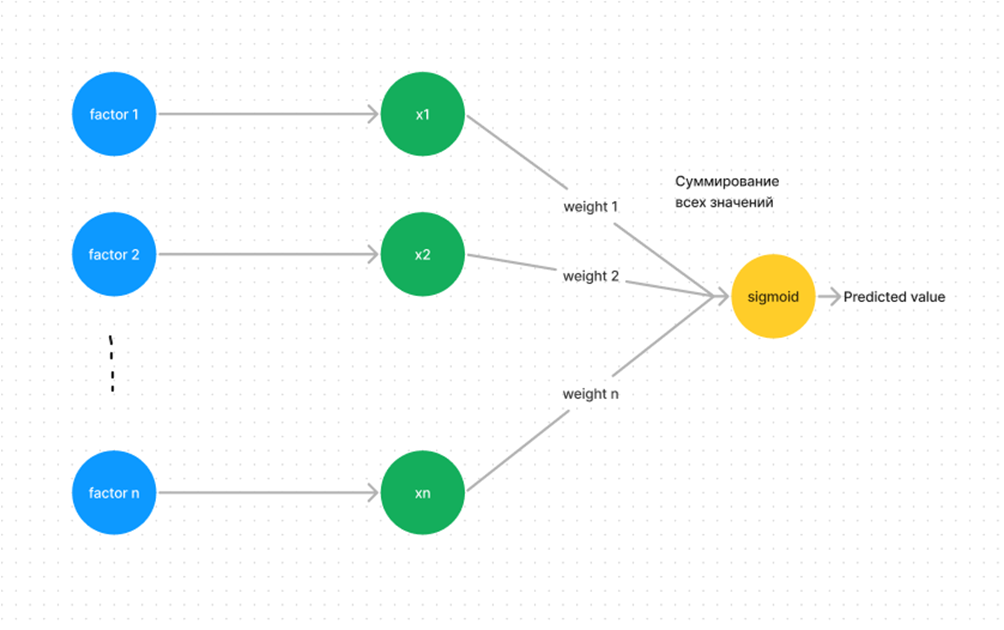 factor 1
x1
weight 1
Суммирование
всех значений
factor 2
x2
weight 2
sigmoid
Predicted value
weight n
factor n
xn